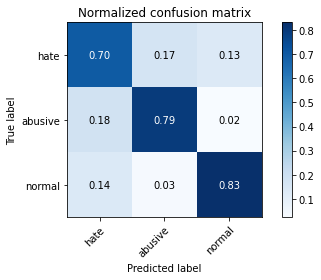 Normalized confusion matrix
True label
hate
abusive
normal
0.70 0.17 0.13
0.18 0.79 0.02
0.14 0.03 0.83
hate
abusive
normal
Predicted label
0.8
0.7
0.6
0.5
0.4
0.3
0.2
0.1